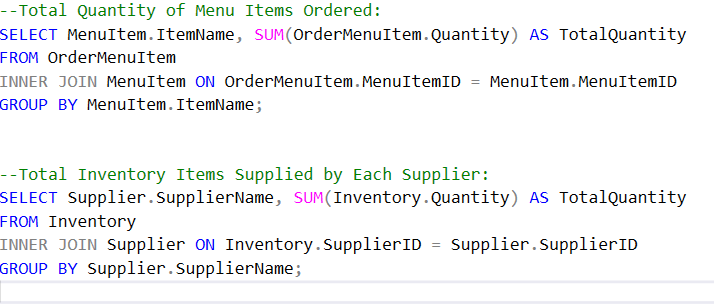 --Total Quantity of Menu Items Ordered:
SELECT MenuItem.ItemName, SUM(OrderMenuItem.Quantity) AS TotalQuantity
FROM OrderMenuItem
INNER JOIN MenuItem ON OrderMenuItem.MenuItemID = MenuItem.MenuItemID
GROUP BY MenuItem.ItemName;
--Total Inventory Items Supplied by Each Supplier:
SELECT Supplier.SupplierName, SUM(Inventory.Quantity) AS TotalQuantity
FROM Inventory
INNER JOIN Supplier ON Inventory.SupplierID = Supplier.SupplierID
GROUP BY Supplier.SupplierName;